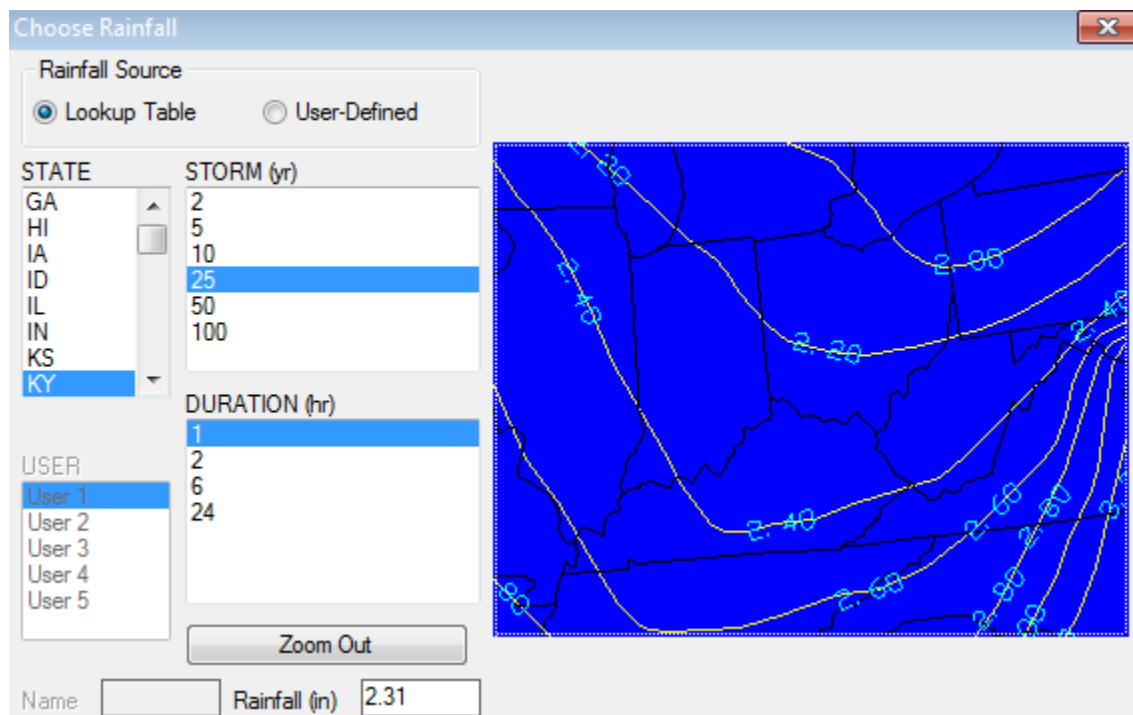 Choose Rainfall
Rainfall Source
Lookup Table
User-Defined
STATE
GA
HI
IA
ID
IL
IN
KS
KY
STORM (yr)
2
5
10
25
50
100
DURATION (hr)
1
2
6
24
USER
User 1
User 2
User 3
User 4
User 5
Zoom Out
Name
Rainfall (in)
2.31
2.40
2.00
2.20
2.40
2.60
2.60
2.80